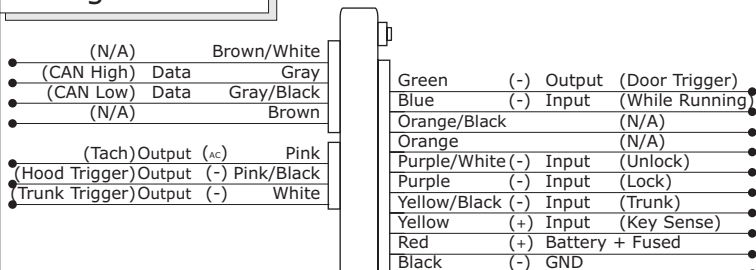 (N/A) Brown/White
(CAN High) Data Gray
(CAN Low) Data Gray/Black
(N/A) Brown
(Tach) Output (AC) Pink
(Hood Trigger) Output (-) Pink/Black
(Trunk Trigger) Output (-) White
Green (-) Output (Door Trigger)
Blue (-) Input (While Running)
Orange/Black (N/A)
Orange (N/A)
Purple/White (-) Input (Unlock)
Purple (-) Input (Lock)
Yellow/Black (-) Input (Trunk)
Yellow (+) Input (Key Sense)
Red (+) Battery + Fused
Black (-) GND